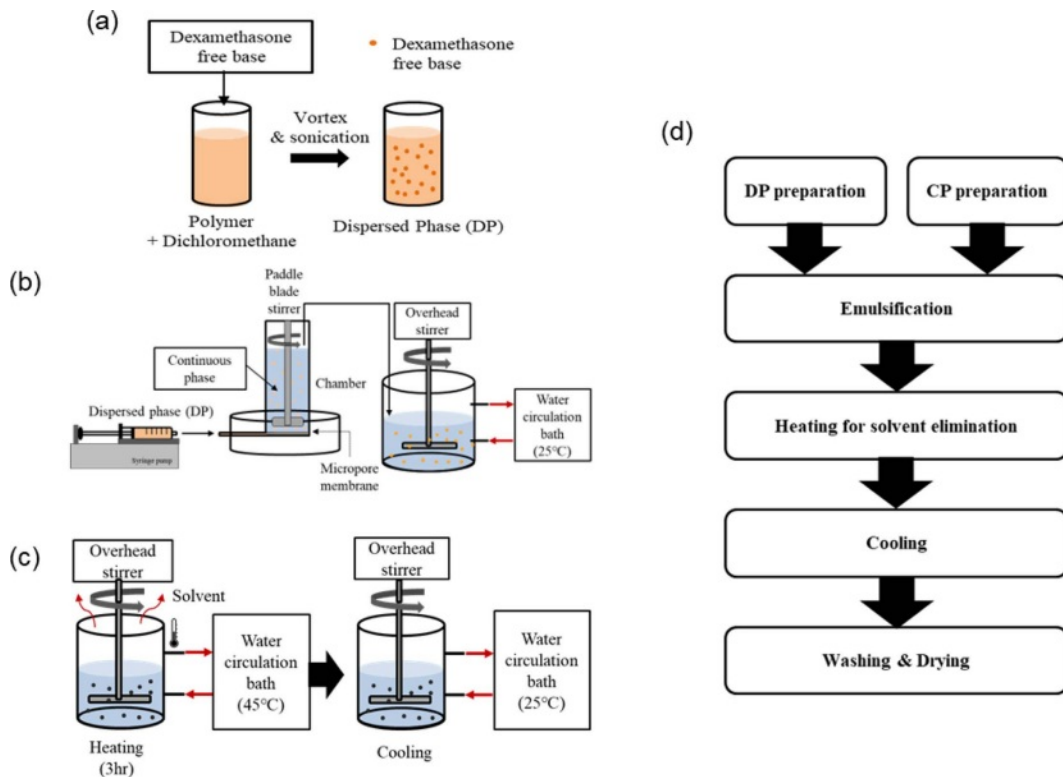 (a)
Dexamethasone
free base
Dexamethasone
free base
Vortex
& sonication
Polymer
+ Dichloromethane
Dispersed Phase (DP)
(b)
Paddle
blade
stirrer
Overhead
stirrer
Continuous
phase
Chamber
Dispersed phase (DP)
Syringe pump
Micropore
membrane
Water
circulation
bath
(25°C)
(c)
Overhead
stirrer
Solvent
Water
circulation
bath
(45°C)
Heating
(3hr)
Overhead
stirrer
Water
circulation
bath
(25°C)
Cooling
(d)
DP preparation
CP preparation
Emulsification
Heating for solvent elimination
Cooling
Washing & Drying